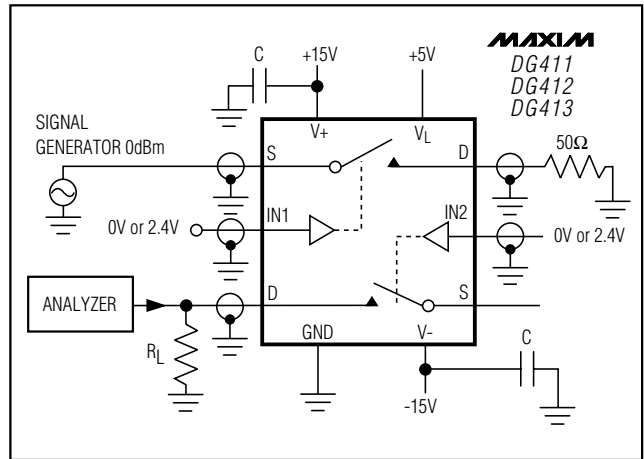 MAXIM
DG411
DG412
DG413
C
+15V
+5V
SIGNAL
GENERATOR 0dBm
V+
VL
S
D
50Ω
IN1
IN2
0V or 2.4V
0V or 2.4V
ANALYZER
D
S
RL
GND
V-
C
-15V